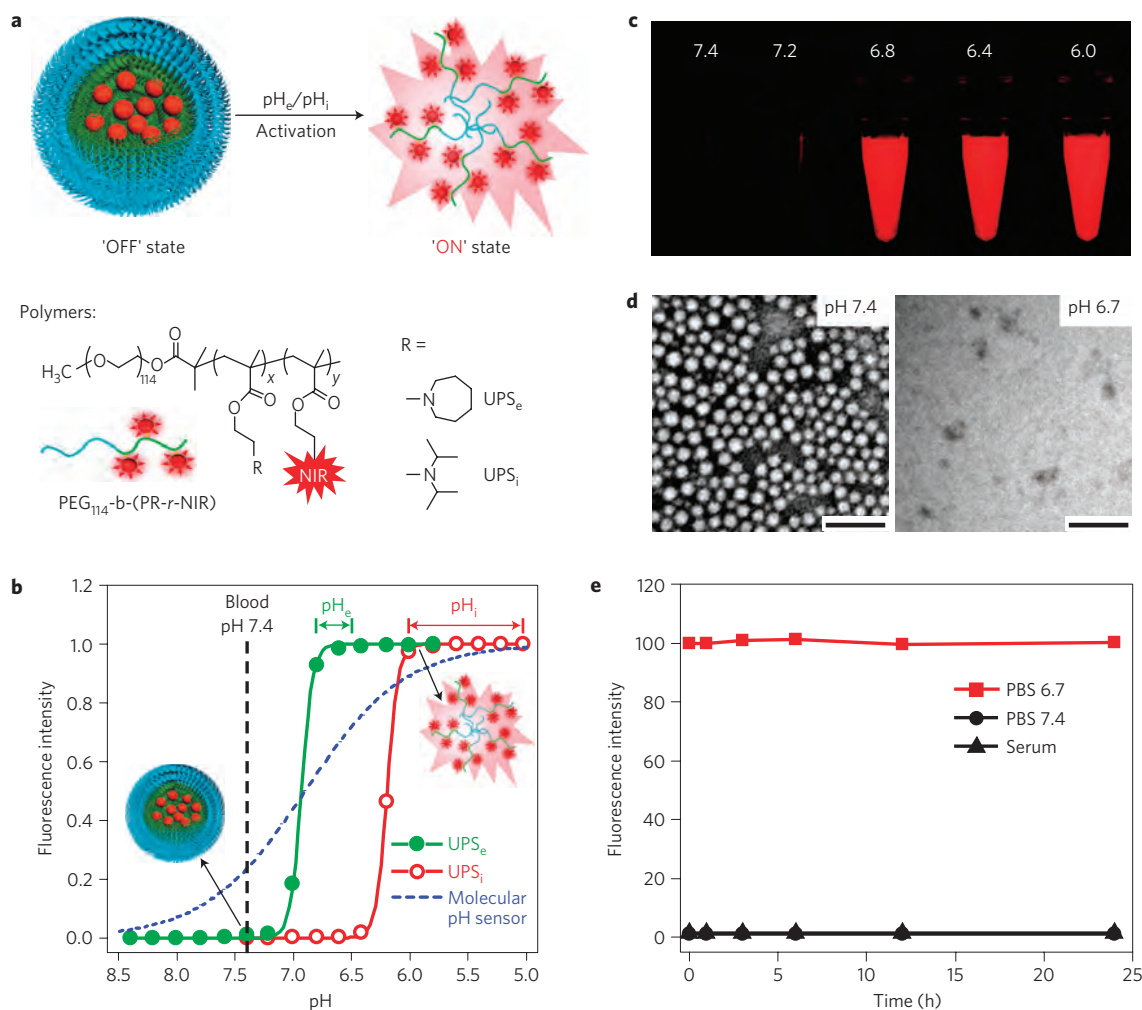 a
pHe/pHi
Activation
'OFF' state
'ON' state
Polymers:
H3C
O
114
O
O
x
y
O
O
O
O
R
NIR
PEG114-b-(PR-r-NIR)
R =
N
UPSe
N
UPSi
b
1.2
1.0
0.8
0.6
0.4
0.2
0.0
Fluorescence intensity
Blood
pH 7.4
pHe
pHi
UPSe
UPSi
Molecular
pH sensor
8.5 8.0 7.5 7.0 6.5 6.0 5.5 5.0
pH
c
7.4 7.2 6.8 6.4 6.0
d
pH 7.4
pH 6.7
e
120
100
80
60
40
20
0
Fluorescence intensity
PBS 6.7
PBS 7.4
Serum
0 5 10 15 20 25
Time (h)